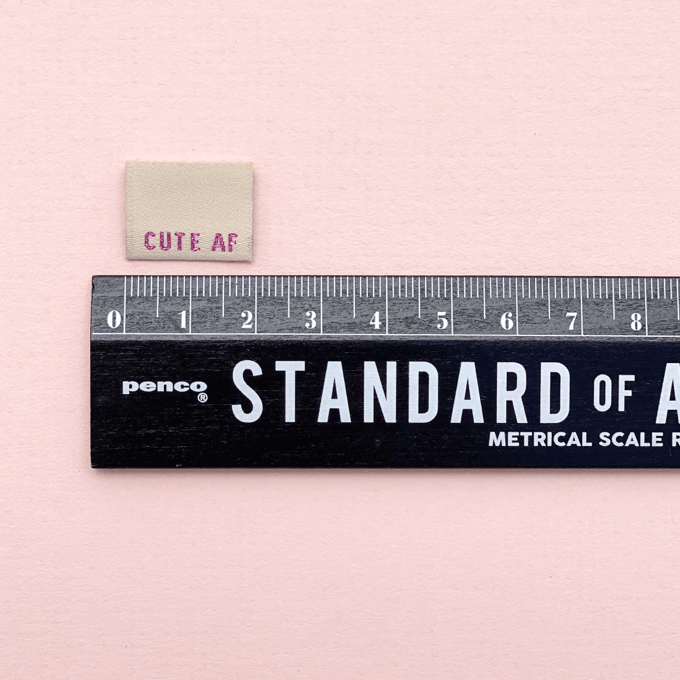 CUTE AF
0 1 2 3 4 5 6 7 8
penco®
STANDARD OF A
METRICAL SCALE R